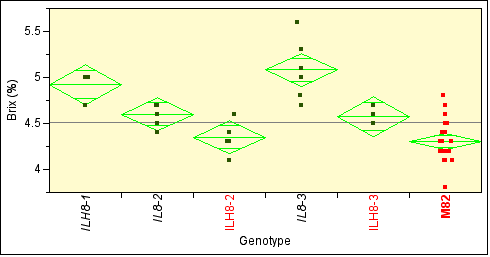 Brix (%)
5.5
5
4.5
4
ILH8-1
IL8-2
ILH8-2
IL8-3
ILH8-3
M82
Genotype